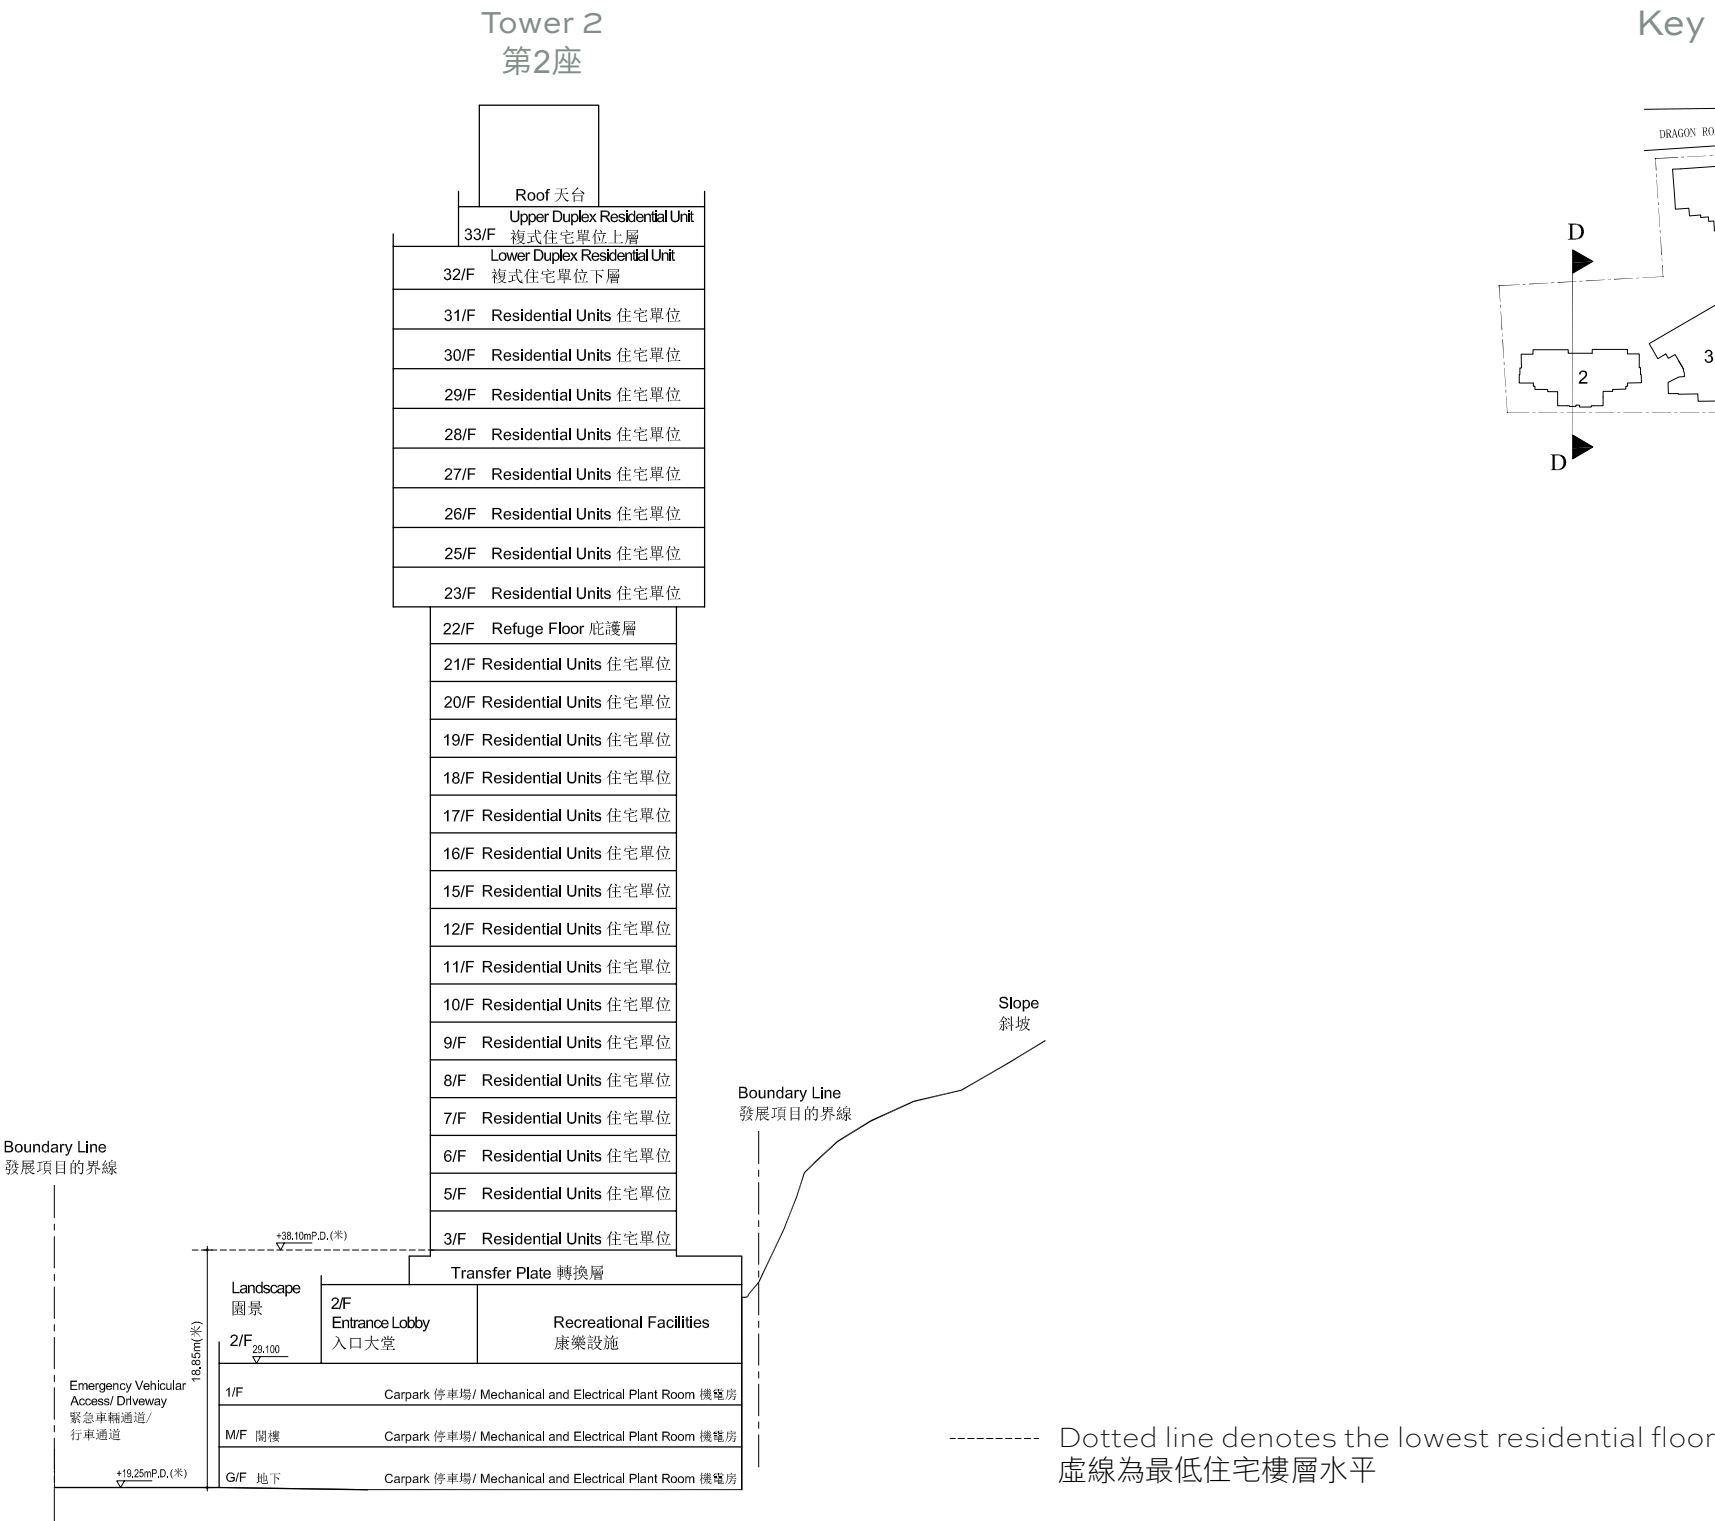 Tower 2
第2座
Key
DRAGON RO
D
2
3
D
Roof 天台
Upper Duplex Residential Unit
33/F 複式住宅單位上層
Lower Duplex Residential Unit
32/F 複式住宅單位下層
31/F Residential Units 住宅單位
30/F Residential Units 住宅單位
29/F Residential Units 住宅單位
28/F Residential Units 住宅單位
27/F Residential Units 住宅單位
26/F Residential Units 住宅單位
25/F Residential Units 住宅單位
23/F Residential Units 住宅單位
22/F Refuge Floor 庇護層
21/F Residential Units 住宅單位
20/F Residential Units 住宅單位
19/F Residential Units 住宅單位
18/F Residential Units 住宅單位
17/F Residential Units 住宅單位
16/F Residential Units 住宅單位
15/F Residential Units 住宅單位
12/F Residential Units 住宅單位
11/F Residential Units 住宅單位
10/F Residential Units 住宅單位
9/F Residential Units 住宅單位
8/F Residential Units 住宅單位
7/F Residential Units 住宅單位
6/F Residential Units 住宅單位
5/F Residential Units 住宅單位
3/F Residential Units 住宅單位
Slope
斜坡
Boundary Line
發展項目的界線
Boundary Line
發展項目的界線
+38.10mP.D.(米)
Transfer Plate 轉換層
Landscape
園景
2/F
29.100
2/F
Entrance Lobby
入口大堂
Recreational Facilities
康樂設施
18.85m(米)
Emergency Vehicular
Access/ Driveway
緊急車輛通道/
行車通道
+19.25mP.D.(米)
1/F Carpark 停車場/ Mechanical and Electrical Plant Room 機電房
M/F 閣樓 Carpark 停車場/ Mechanical and Electrical Plant Room 機電房
G/F 地下 Carpark 停車場/ Mechanical and Electrical Plant Room 機電房
Dotted line denotes the lowest residential floor
虛線為最低住宅樓層水平